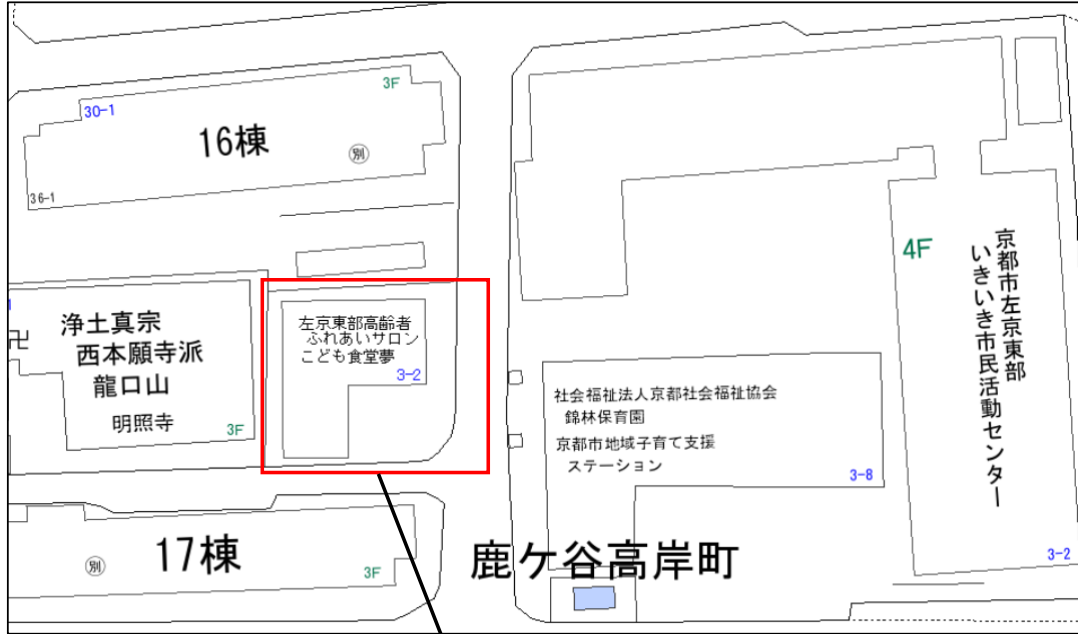 3F
30-1
16棟
別
36-1
4F
京都市左京東部
いきいき市民活動センター
3-2
浄土真宗
西本願寺派
龍口山
明照寺
3F
卍
左京東部高齢者
ふれあいサロン
こども食堂夢
3-2
社会福祉法人京都社会福祉協会
錦林保育園
京都市地域子育て支援
ステーション
3-8
17棟
別
3F
鹿ケ谷高岸町